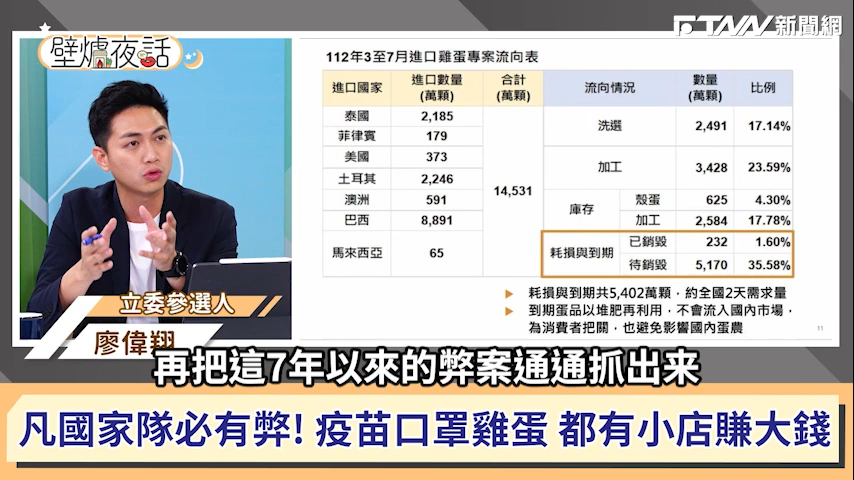 FTNN新聞網
壁爐夜話
112年3至7月進口雞蛋專案流向表
進口國家 進口數量(萬顆) 合計(萬顆) 流向情況 數量(萬顆) 比例
泰國 2,185
菲律賓 179
美國 373
土耳其 2,246
澳洲 591
巴西 8,891
馬來西亞 65
14,531
洗選 2,491 17.14%
加工 3,428 23.59%
庫存 殼蛋 625 4.30%
加工 2,584 17.78%
耗損與到期 已銷毀 232 1.60%
待銷毀 5,170 35.58%
耗損與到期共5,402萬顆，約全國2天需求量
到期蛋品以堆肥再利用，不會流入國內市場，
為消費者把關，也避免影響國內蛋農
11
立委參選人
廖偉翔
再把這7年以來的弊案通通抓出来
凡國家隊必有弊! 疫苗口罩雞蛋 都有小店賺大錢